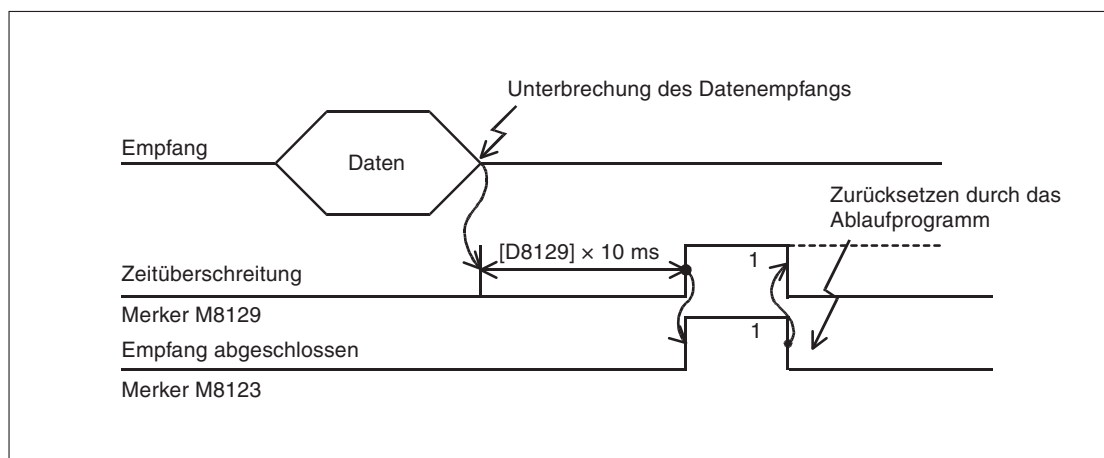 Unterbrechung des Datenempfangs
Empfang
Daten
Zurücksetzen durch das
Ablaufprogramm
[D8129] × 10 ms
1
Zeitüberschreitung
Merker M8129
1
Empfang abgeschlossen
Merker M8123